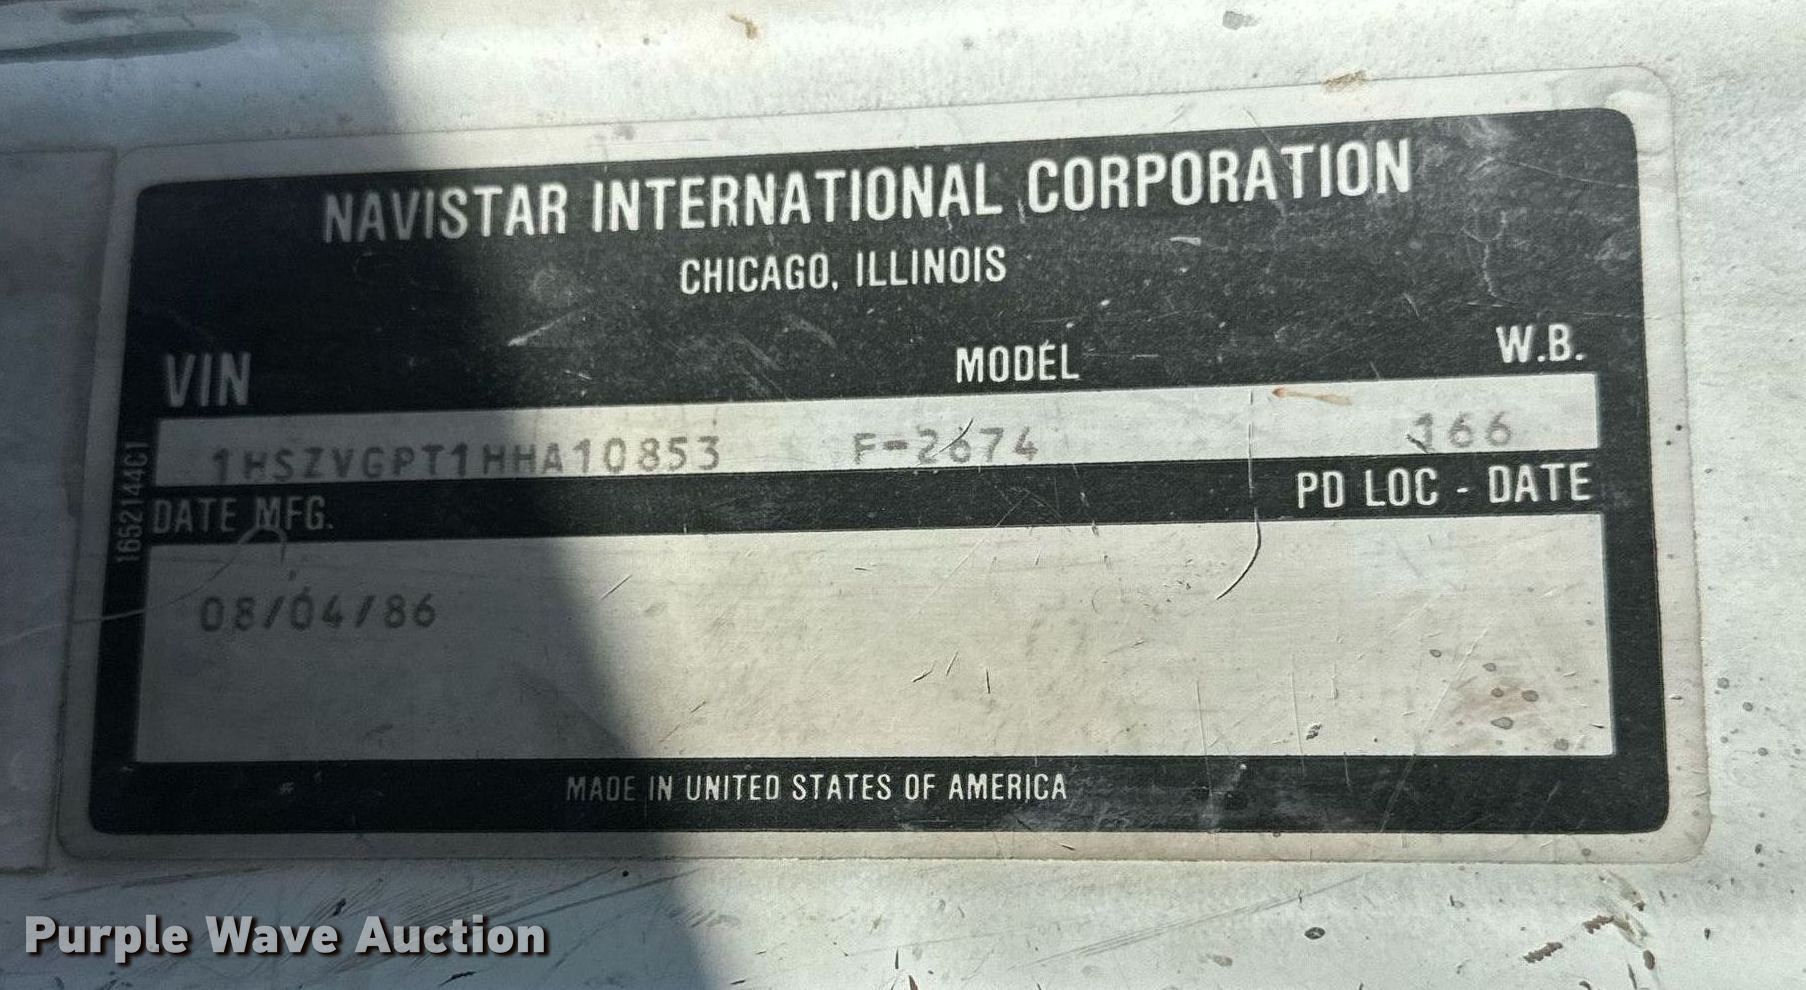 NAVISTAR INTERNATIONAL CORPORATION
CHICAGO, ILLINOIS
VIN MODEL W.B.
1HSZVGPT1HHA10853 F-2674 166
DATE MFG. PD LOC - DATE
08/04/86
MADE IN UNITED STATES OF AMERICA
1652144C1
Purple Wave Auction